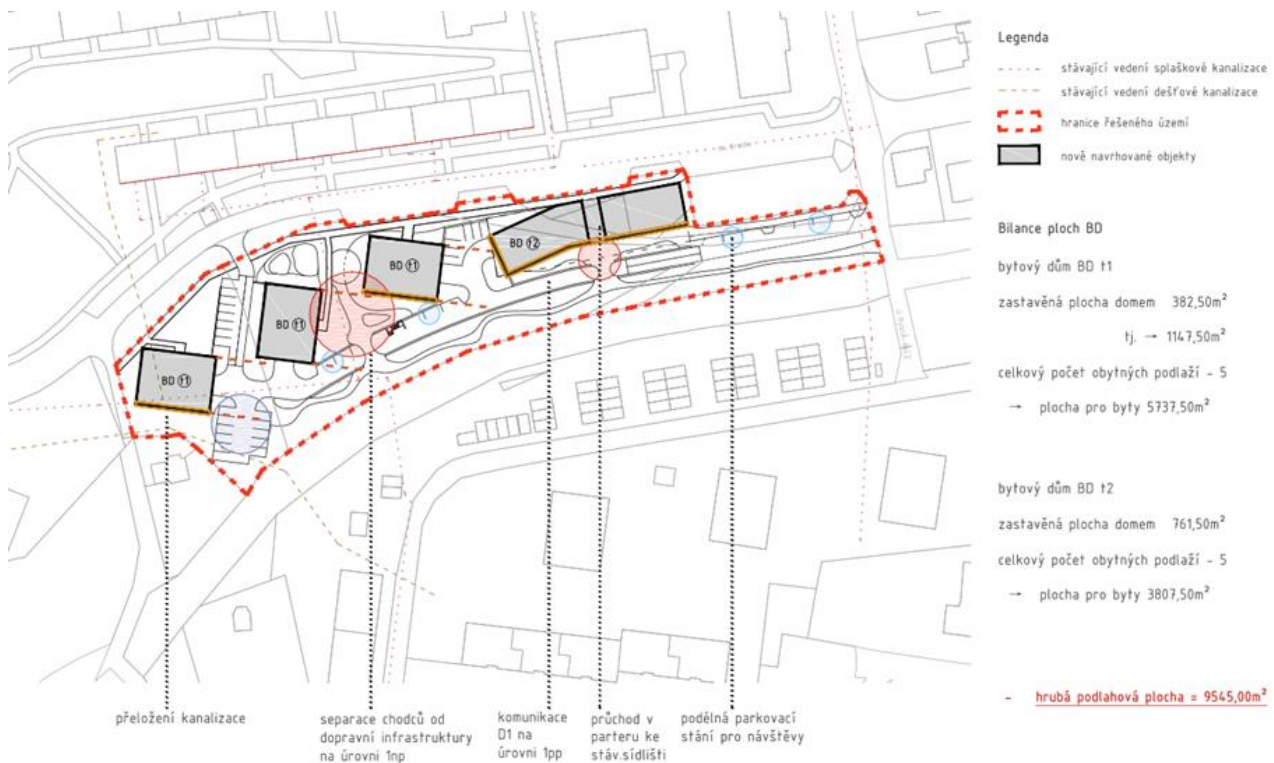 Legenda
stávající vedení splaškové kanalizace
stávající vedení dešťové kanalizace
hranice řešeného území
nově navrhované objekty
Bilance ploch BD
bytový dům BD t1
zastavěná plocha domem 382,50m²
tj. → 1147,50m²
celkový počet obytných podlaží - 5
→ plocha pro byty 5737,50m²
bytový dům BD t2
zastavěná plocha domem 761,50m²
celkový počet obytných podlaží - 5
→ plocha pro byty 3807,50m²
- hrubá podlahová plocha = 9545,00m²
BD t2
BD t1
BD t1
BD t1
přeložení kanalizace
separace chodců od
dopravní infrastruktury
na úrovni 1np
komunikace
D1 na
úrovni 1pp
průchod v
parteru ke
stáv.sídlišti
podélná parkovací
stání pro návštěvy